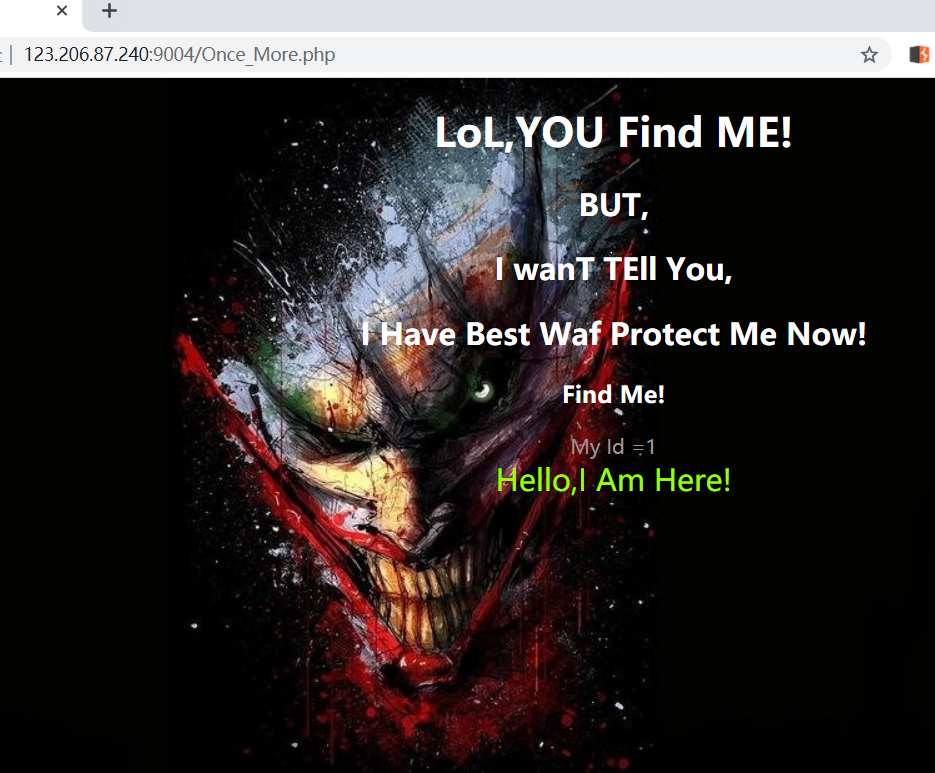 123.206.87.240:9004/Once_More.php
LoL,YOU Find ME!
BUT,
I wanT TEll You,
I Have Best Waf Protect Me Now!
Find Me!
My Id =1
Hello,I Am Here!